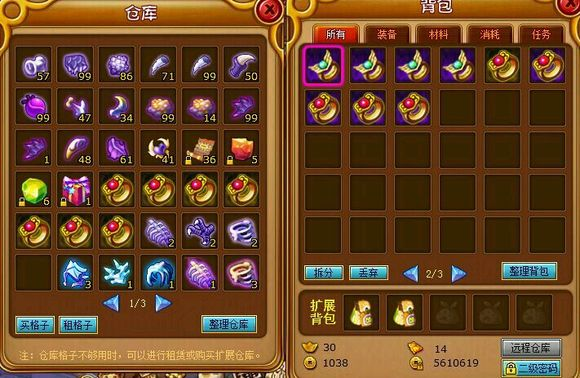 仓库
57 99 86 71 99 50
99 47 34 99 14 99
1 48 61 41 36 5
6 1
2 2 2
3 1 1 1 1
1/3
买格子 租格子 整理仓库
注：仓库格子不够用时，可以进行租赁或购买扩展仓库。
背包
所有 装备 材料 消耗 任务
拆分 丢弃 2/3 整理背包
扩展
背包
30 14 远程仓库
1038 5610619 二级密码